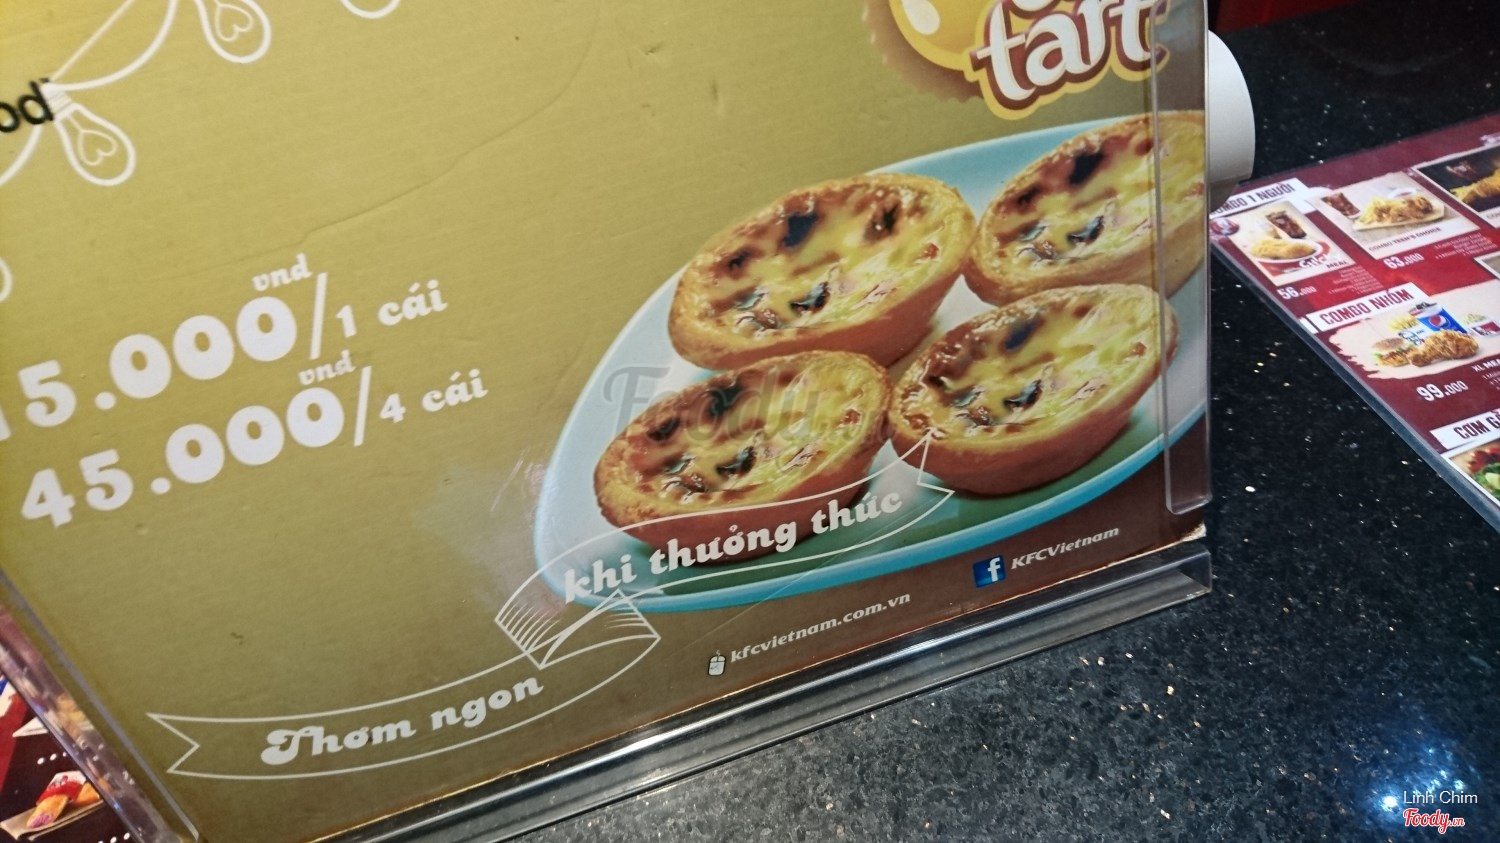 tart
vnd
15.000/1 cái
vnd
45.000/4 cái
khi thưởng thức
Thơm ngon
kfcvietnam.com.vn
KFCVietnam
Foody
COMBO 1 NGƯỜI
56.000
63.000
COMBO NHÓM
99.000
Linh Chim
Foody.vn